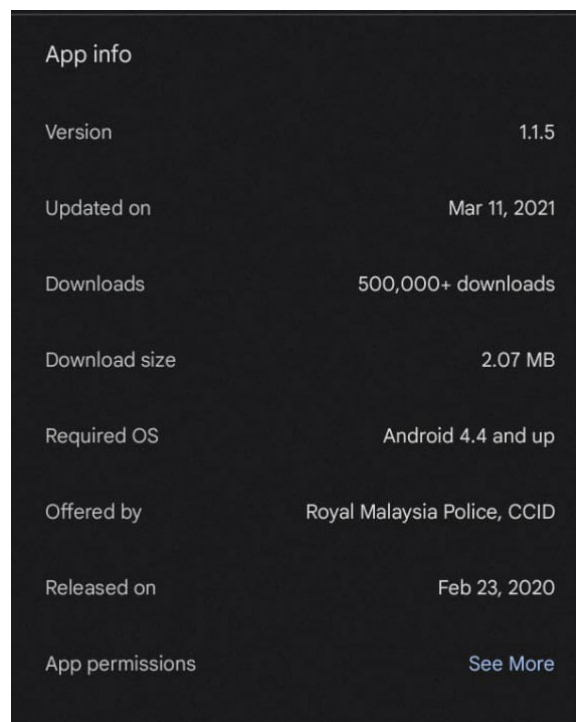 App info
Version 1.1.5
Updated on Mar 11, 2021
Downloads 500,000+ downloads
Download size 2.07 MB
Required OS Android 4.4 and up
Offered by Royal Malaysia Police, CCID
Released on Feb 23, 2020
App permissions See More